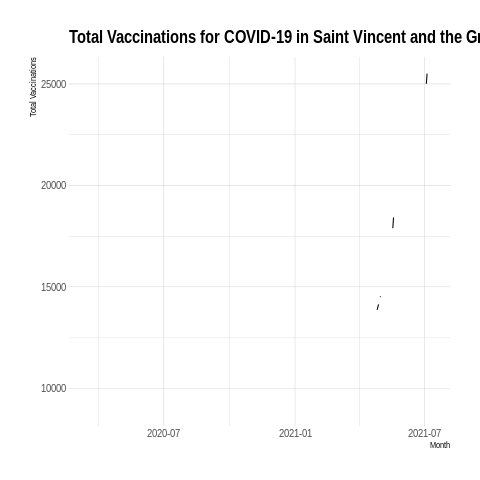 Total Vaccinations for COVID-19 in Saint Vincent and the Gr
Total Vaccinations
25000
20000
15000
10000
2020-07
2021-01
2021-07
Month